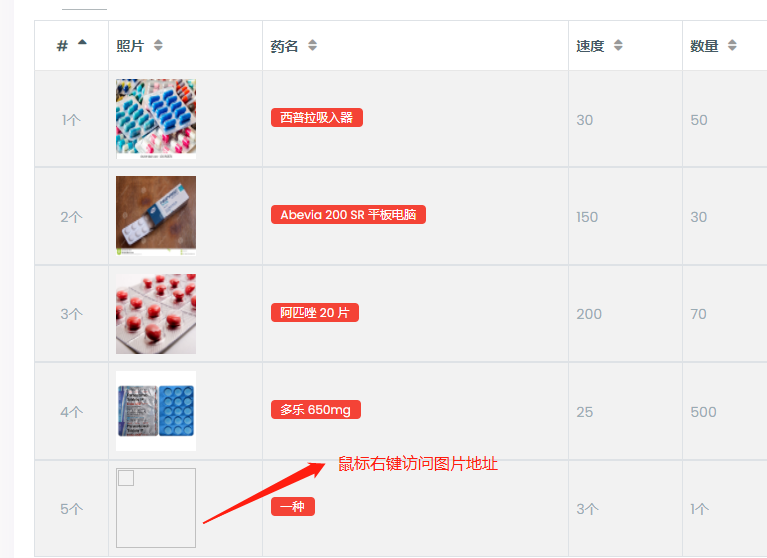 # 照片 药名 速度 数量
1个 西普拉吸入器 30 50
2个 Abevia 200 SR 平板电脑 150 30
3个 阿匹唑 20 片 200 70
4个 多乐 650mg 25 500
鼠标右键访问图片地址
5个 一种 3个 1个